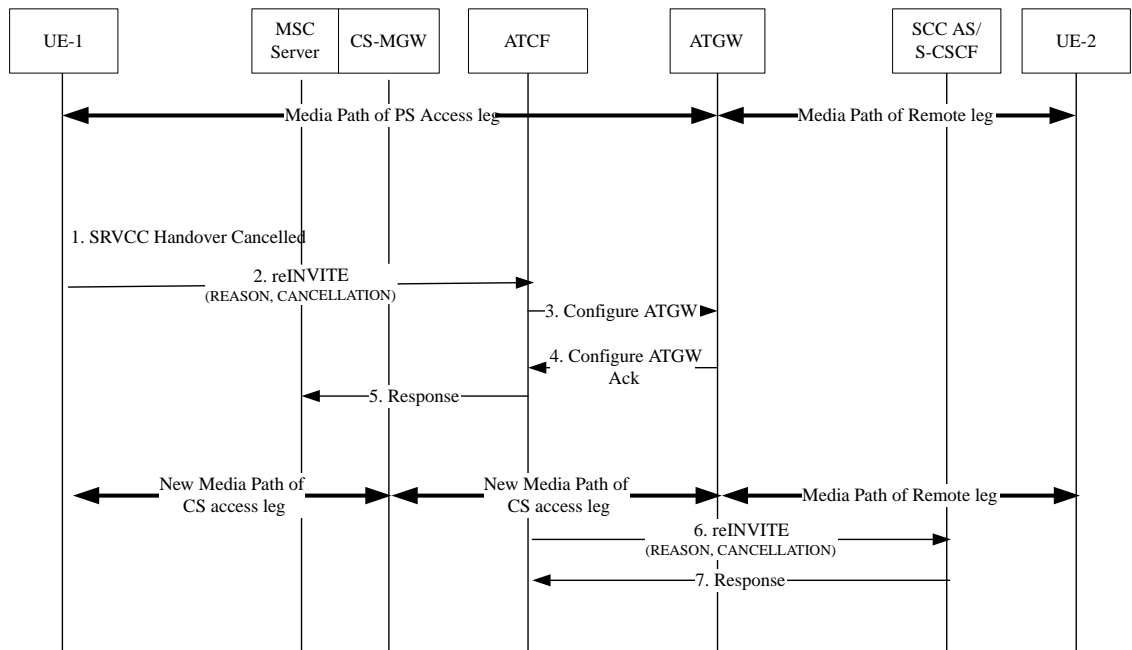 UE-1
MSC
Server
CS-MGW
ATCF
ATGW
SCC AS/
S-CSCF
UE-2
Media Path of PS Access leg
Media Path of Remote leg
1. SRVCC Handover Cancelled
2. reINVITE
(REASON, CANCELLATION)
3. Configure ATGW
4. Configure ATGW
Ack
5. Response
New Media Path of
CS access leg
New Media Path of
CS access leg
Media Path of Remote leg
6. reINVITE
(REASON, CANCELLATION)
7. Response